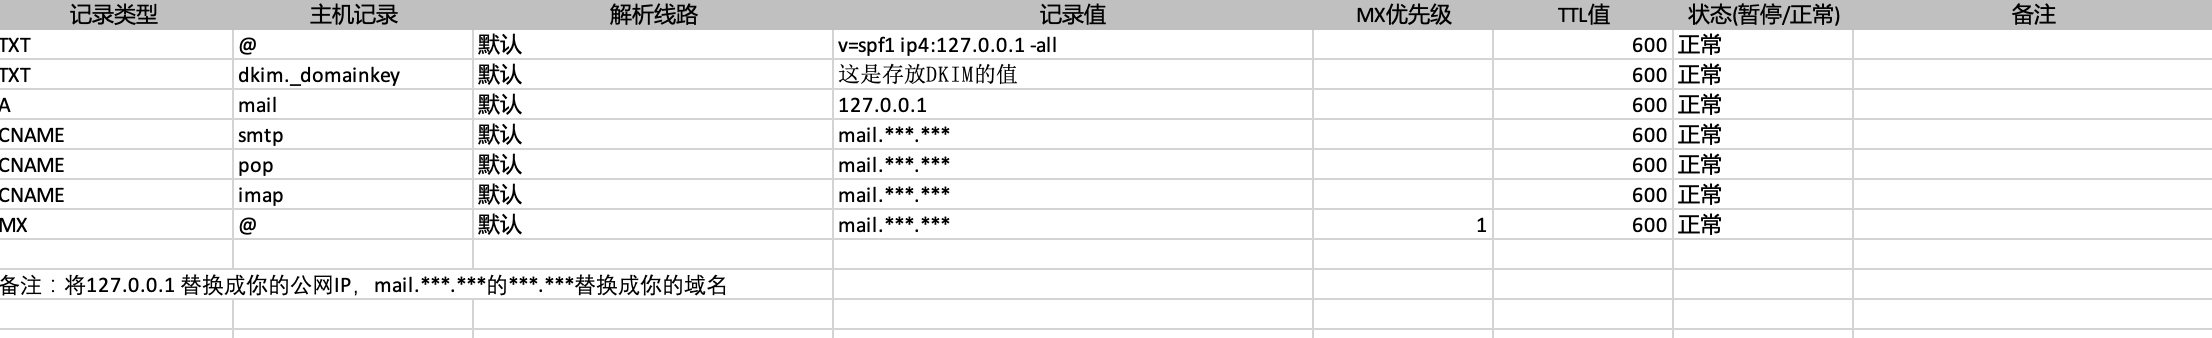 记录类型 主机记录 解析线路 记录值 MX优先级 TTL值 状态(暂停/正常) 备注
TXT @ 默认 v=spf1 ip4:127.0.0.1 -all 600 正常
TXT dkim._domainkey 默认 这是存放DKIM的值 600 正常
A mail 默认 127.0.0.1 600 正常
CNAME smtp 默认 mail.***.*** 600 正常
CNAME pop 默认 mail.***.*** 600 正常
CNAME imap 默认 mail.***.*** 600 正常
MX @ 默认 mail.***.*** 1 600 正常
备注：将127.0.0.1 替换成你的公网IP，mail.***.***的***.***替换成你的域名